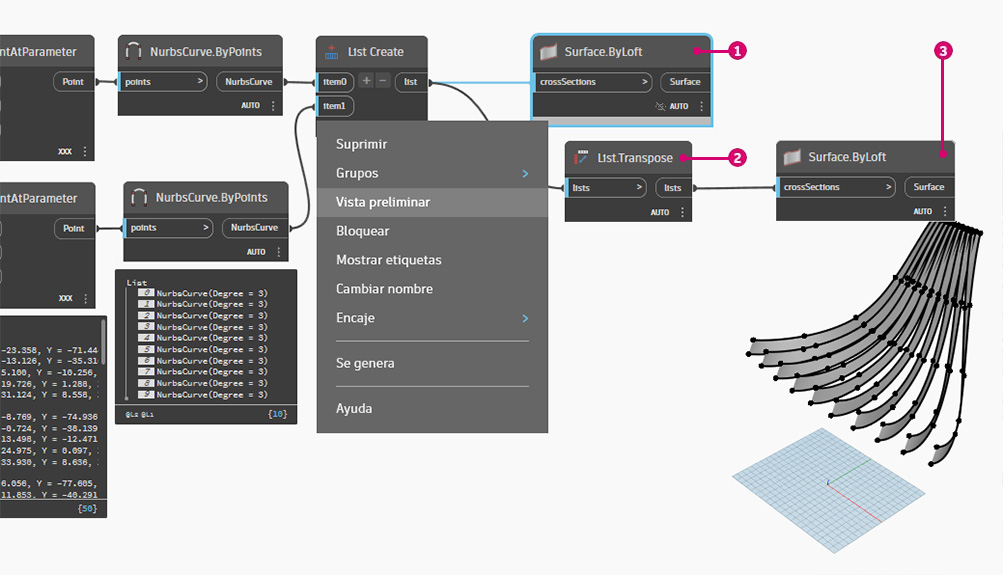 ntAtParameter
Point
XXX
NurbsCurve.ByPoints
points >
NurbsCurve
AUTO
List Create
item0 + −
list
item1
Surface.ByLoft
crossSections >
Surface
AUTO
1
2
3
List.Transpose
lists >
lists
AUTO
Surface.ByLoft
crossSections >
Surface
AUTO
ntAtParameter
Point
XXX
NurbsCurve.ByPoints
points >
NurbsCurve
AUTO
Suprimir
Grupos >
Vista preliminar
Bloquear
Mostrar etiquetas
Cambiar nombre
Encaje >
Se genera
Ayuda
List
0 NurbsCurve(Degree = 3)
1 NurbsCurve(Degree = 3)
2 NurbsCurve(Degree = 3)
3 NurbsCurve(Degree = 3)
4 NurbsCurve(Degree = 3)
5 NurbsCurve(Degree = 3)
6 NurbsCurve(Degree = 3)
7 NurbsCurve(Degree = 3)
8 NurbsCurve(Degree = 3)
9 NurbsCurve(Degree = 3)
@L2 @L1 {10}
-23.358, Y = -71.44
-13.126, Y = -35.31
5.100, Y = -10.256,
19.726, Y = 1.288,
31.124, Y = 8.558,
-8.769, Y = -74.936
-0.724, Y = -38.139
13.498, Y = -12.471
24.975, Y = 0.097,
33.930, Y = 8.636,
6.056, Y = -77.605,
11.853, Y = -40.291
{50}